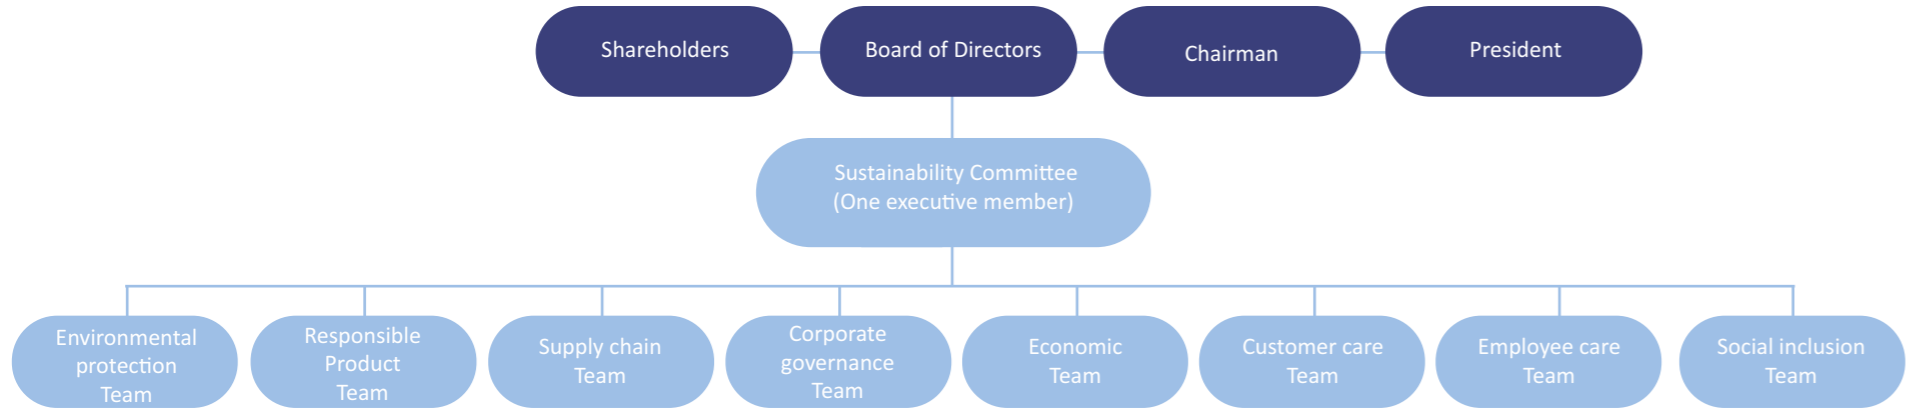 Shareholders
Board of Directors
Chairman
President
Sustainability Committee
(One executive member)
Environmental
protection
Team
Responsible
Product
Team
Supply chain
Team
Corporate
governance
Team
Economic
Team
Customer care
Team
Employee care
Team
Social inclusion
Team